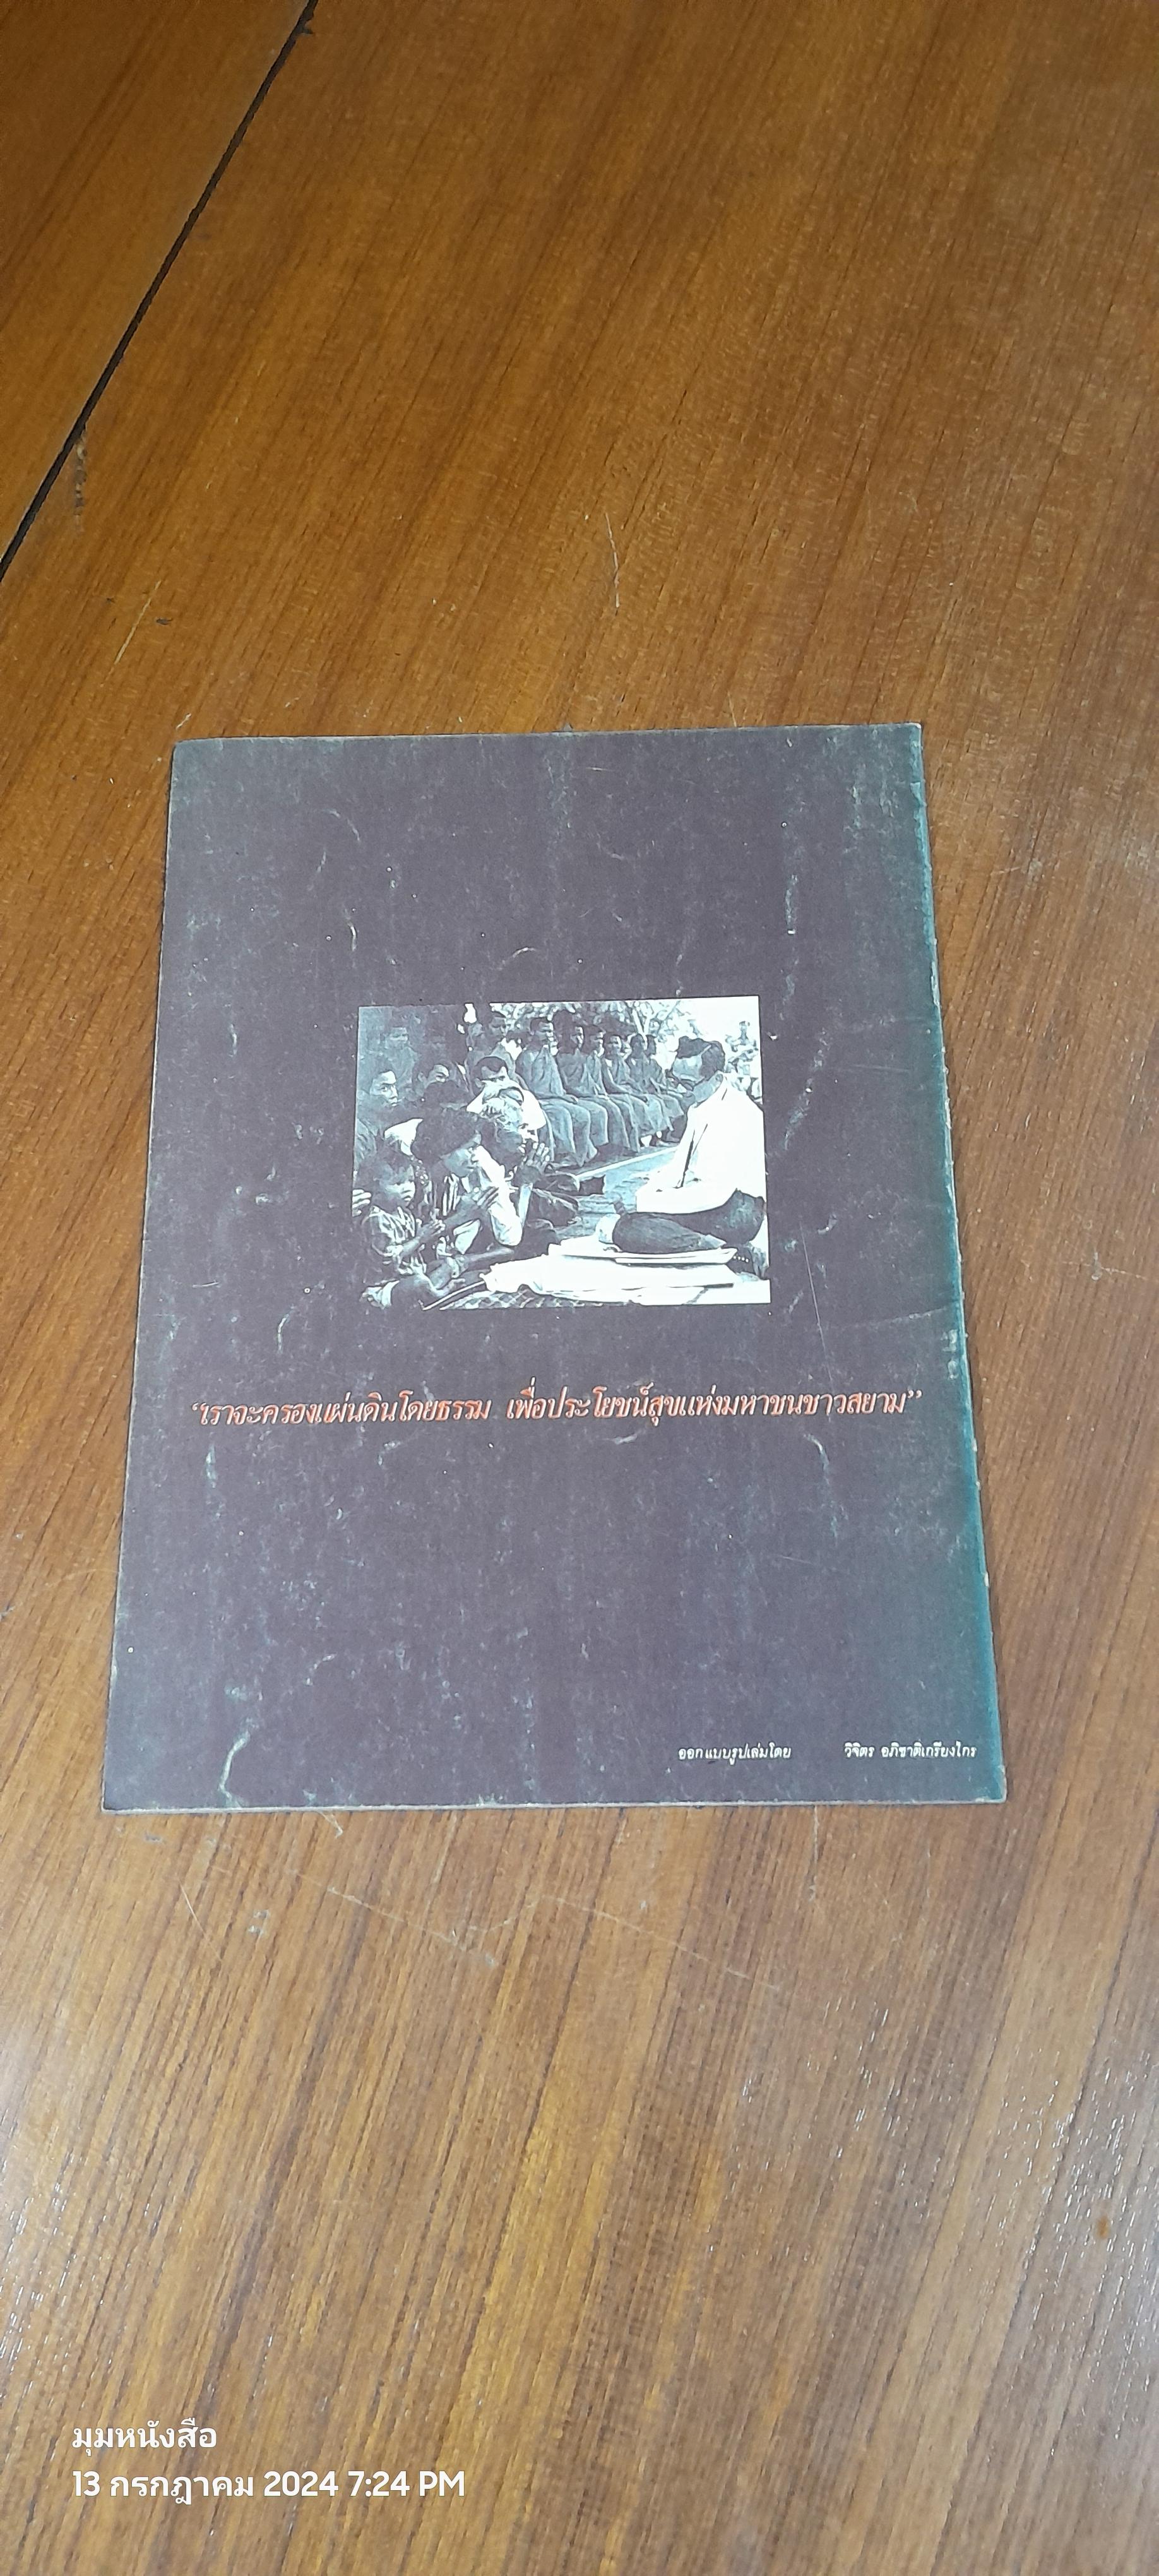 “เราจะครองแผ่นดินโดยธรรม เพื่อประโยชน์สุขแห่งมหาชนชาวสยาม”
ออกแบบรูปเล่มโดย วิจิตร อภิชาติเกรียงไกร
มุมหนังสือ
13 กรกฎาคม 2024 7:24 PM